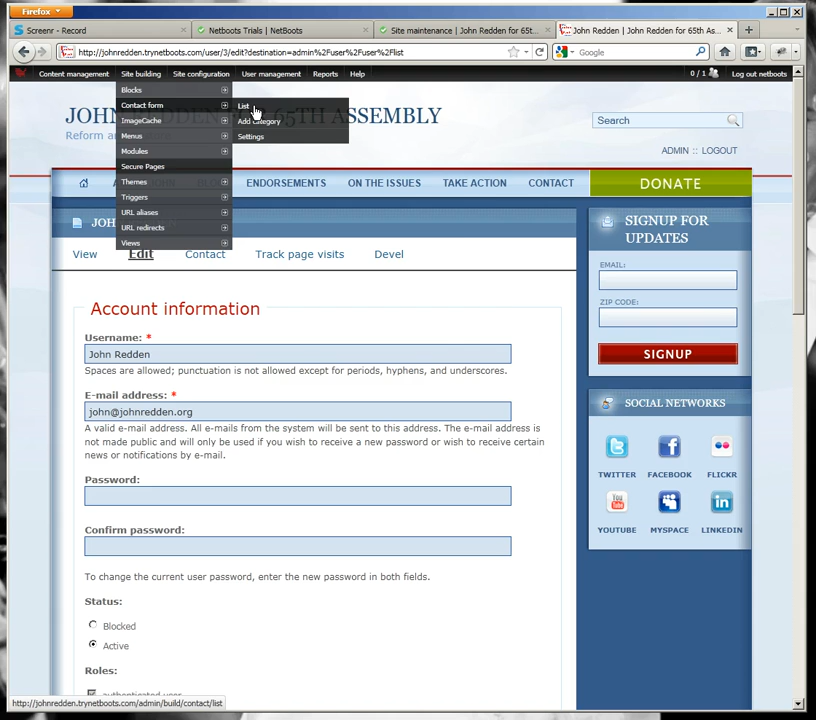 Firefox
Screenr - Record
Netboots Trials | NetBoots
Site maintenance | John Redden for 65t...
John Redden | John Redden for 65th As...
http://johnredden.trynetboots.com/user/3/edit?destination=admin%2Fuser%2Fuser%2Flist
Google
Content management
Site building
Site configuration
User management
Reports
Help
0 / 1
Log out netboots
Blocks
Contact form
ImageCache
Menus
Modules
Secure Pages
Themes
Triggers
URL aliases
URL redirects
Views
List
Add category
Settings
65TH ASSEMBLY
Search
ADMIN :: LOGOUT
ENDORSEMENTS
ON THE ISSUES
TAKE ACTION
CONTACT
DONATE
View
Edit
Contact
Track page visits
Devel
Account information
Username: *
John Redden
Spaces are allowed; punctuation is not allowed except for periods, hyphens, and underscores.
E-mail address: *
john@johnredden.org
A valid e-mail address. All e-mails from the system will be sent to this address. The e-mail address is
not made public and will only be used if you wish to receive a new password or wish to receive certain
news or notifications by e-mail.
Password:
Confirm password:
To change the current user password, enter the new password in both fields.
Status:
Blocked
Active
Roles:
authenticated user
SIGNUP FOR
UPDATES
EMAIL:
ZIP CODE:
SIGNUP
SOCIAL NETWORKS
TWITTER
FACEBOOK
FLICKR
YOUTUBE
MYSPACE
LINKEDIN
http://johnredden.trynetboots.com/admin/build/contact/list